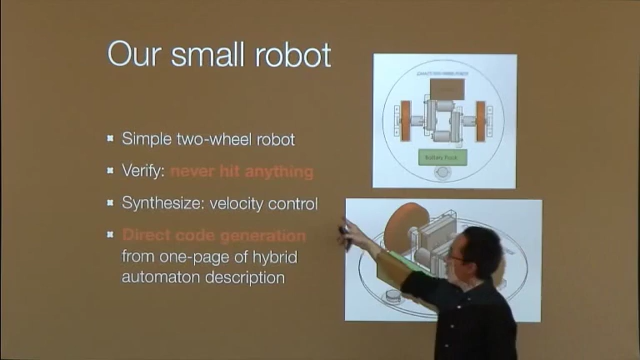 Our small robot
Simple two-wheel robot
Verify: never hit anything
Synthesize: velocity control
Direct code generation
from one-page of hybrid
automaton description
Battery Pack